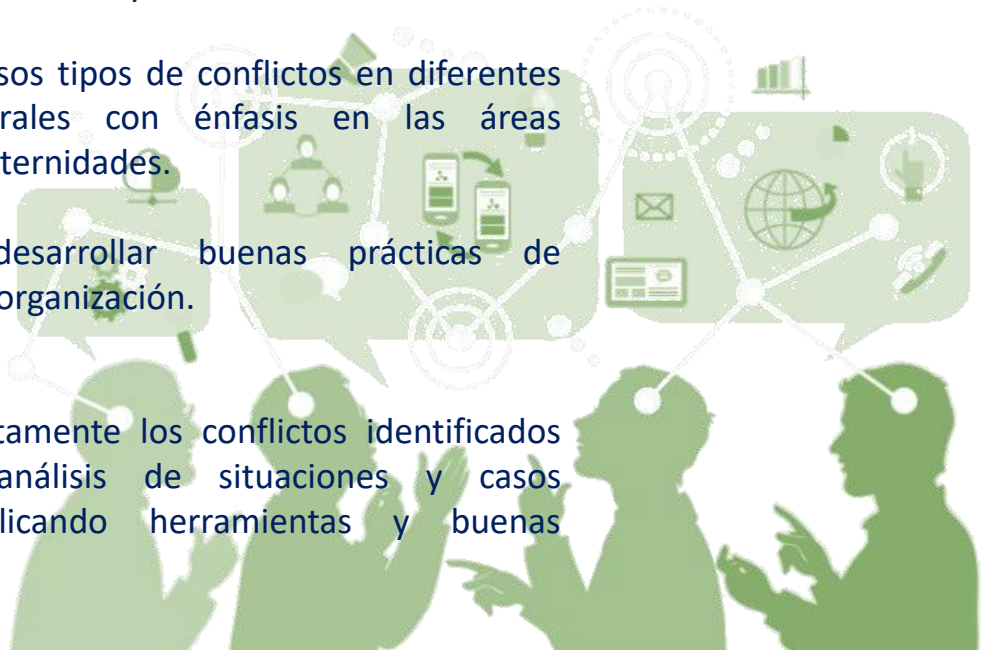 sos tipos de conflictos en diferentes
rales con énfasis en las áreas
ternidades.
desarrollar buenas prácticas de
organización.
tamente los conflictos identificados
análisis de situaciones y casos
licando herramientas y buenas